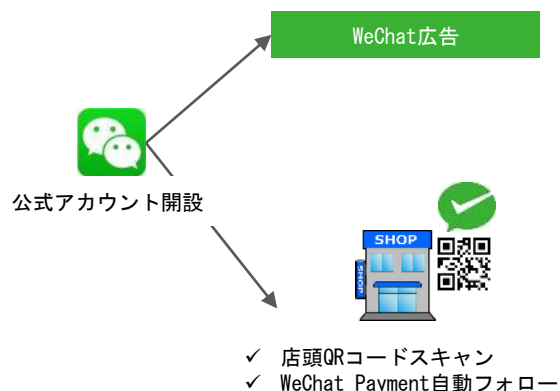 WeChat広告
公式アカウント開設
SHOP
SHOP
✓ 店頭QRコードスキャン
✓ WeChat Payment自動フォロー